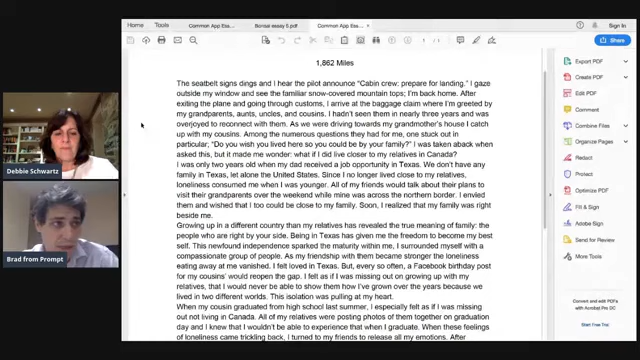 Home
Tools
Common App Esa...
Bonsai essay 5.pdf
Common App Ess...
Sign In
1 / 1
Share
1,862 Miles
The seatbelt signs dings and I hear the pilot announce “Cabin crew: prepare for landing.” I gaze
outside my window and see the familiar snow-covered mountain tops; I'm back home. After
exiting the plane and going through customs, I arrive at the baggage claim where I'm greeted by
my grandparents, aunts, uncles, and cousins. I hadn't seen them in nearly three years and was
overjoyed to reconnect with them. As we were driving towards my grandmother's house I catch
up with my cousins. Among the numerous questions they had for me, one stuck out in
particular; “Do you wish you lived here so you could be by your family?” I was taken aback when
asked this, but it made me wonder: what if I did live closer to my relatives in Canada?
I was only two years old when my dad received a job opportunity in Texas. We don't have any
family in Texas, let alone the United States. Since I no longer lived close to my relatives,
loneliness consumed me when I was younger. All of my friends would talk about their plans to
visit their grandparents over the weekend while mine was across the northern border. I envied
them and wished that I too could be close to my family. Soon, I realized that my family was right
beside me.
Growing up in a different country than my relatives has revealed the true meaning of family: the
people who are right by your side. Being in Texas has given me the freedom to become my best
self. This newfound independence sparked the maturity within me, I surrounded myself with a
compassionate group of people. As my friendship with them became stronger the loneliness
eating away at me vanished. I felt loved in Texas. But, every so often, a Facebook birthday post
for my cousins' would reopen the gap. I felt as if I was missing out on growing up with my
relatives, that I would never be able to show them how I've grown over the years because we
lived in two different worlds. This isolation was pulling at my heart.
When my cousin graduated from high school last summer, I especially felt as if I was missing
out not living in Canada. All of my relatives were posting photos of them together on graduation
day and I knew that I wouldn't be able to experience that when I graduate. When these feelings
of loneliness came trickling back, I turned to my friends to release all my emotions. After
Export PDF
Create PDF
Edit PDF
Comment
Combine Files
Organize Pages
Redact
Protect
Optimize PDF
Fill & Sign
Adobe Sign
Send for Review
More Tools
Convert and edit PDFs
with Acrobat Pro DC
Start Free Trial
Debbie Schwartz
Brad from Prompt